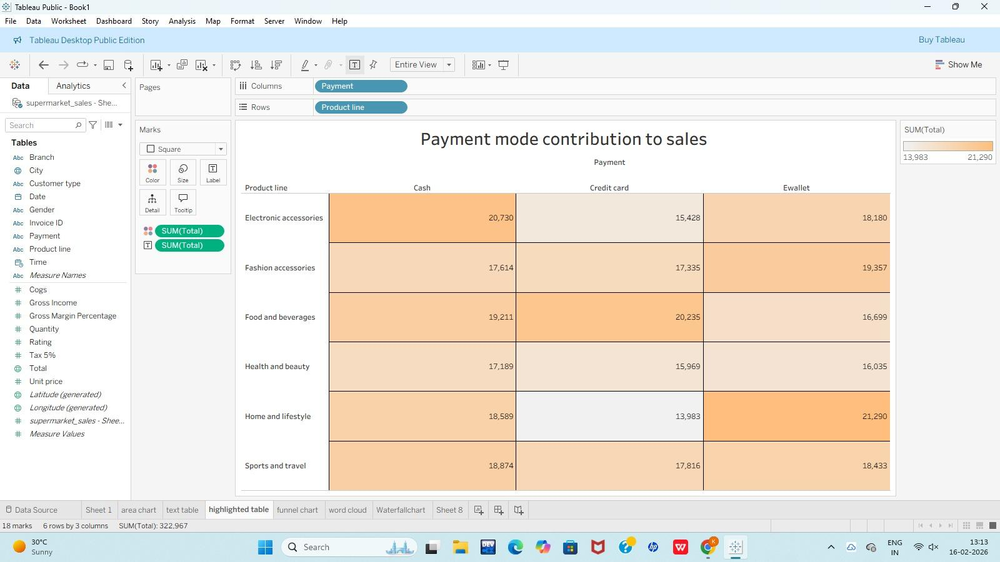 Tableau Public - Book1
File Data Worksheet Dashboard Story Analysis Map Format Server Window Help
Tableau Desktop Public Edition Buy Tableau
Entire View Show Me
Data Analytics
supermarket_sales - She...
Search
Tables
Abc Branch
City
Abc Customer type
Date
Abc Gender
Abc Invoice ID
Abc Payment
Abc Product line
Time
Abc Measure Names
Cogs
Gross Income
Gross Margin Percentage
Quantity
Rating
Tax 5%
Total
Unit price
Latitude (generated)
Longitude (generated)
supermarket_sales - Shee...
Measure Values
Pages
Marks
Square
Color Size Label
Detail Tooltip
SUM(Total)
SUM(Total)
Columns Payment
Rows Product line
Payment mode contribution to sales
Payment
Product line Cash Credit card Ewallet
Electronic accessories 20,730 15,428 18,180
Fashion accessories 17,614 17,335 19,357
Food and beverages 19,211 20,235 16,699
Health and beauty 17,189 15,969 16,035
Home and lifestyle 18,589 13,983 21,290
Sports and travel 18,874 17,816 18,433
SUM(Total)
13,983 21,290
Data Source Sheet 1 area chart text table highlighted table funnel chart word cloud Waterfallchart Sheet 8
18 marks 6 rows by 3 columns SUM(Total): 322,967
30°C
Sunny
Search
DEV
K
ENG
IN
13:13
16-02-2026